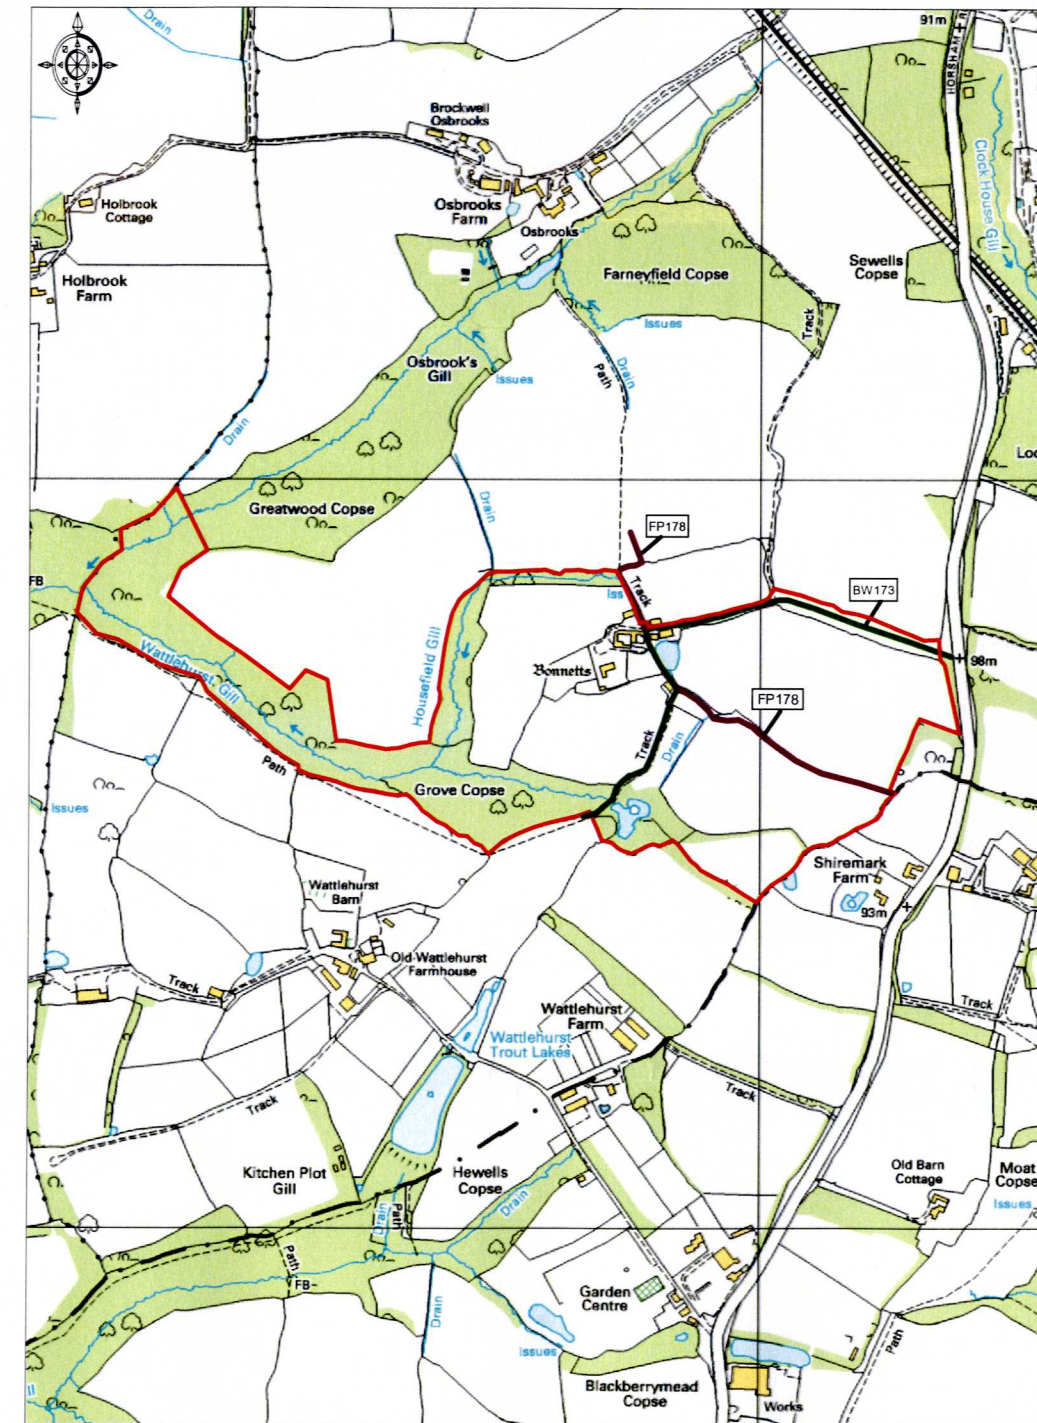 Drain
91m
HORSHAM R
Brockwell
Osbrooks
Clock House Gill
Holbrook
Cottage
Osbrooks
Farm
Osbrooks
Sewells
Copse
Farneyfield Copse
Holbrook
Farm
Issues
Track
Osbrook's
Gill
Drain
Path
Issues
Drain
Loc
Greatwood Copse
Drain
FP178
FB
Iss
Track
BW173
Housefield Gill
Wattlehurst Gill
98m
Bonnetts
FP178
Track
Drain
Path
Grove Copse
Issues
Shiremark
Farm
Wattlehurst
Barn
93m
Old Wattlehurst
Farmhouse
Track
Track
Wattlehurst
Farm
Wattlehurst
Trout Lakes
Track
Track
Kitchen Plot
Gill
Hewells
Copse
Old Barn
Cottage
Moat
Copse
Issues
Drain
Drain
Path
Path
FB
Garden
Centre
Drain
Issues
Path
Blackberrymead
Copse
Works
ll